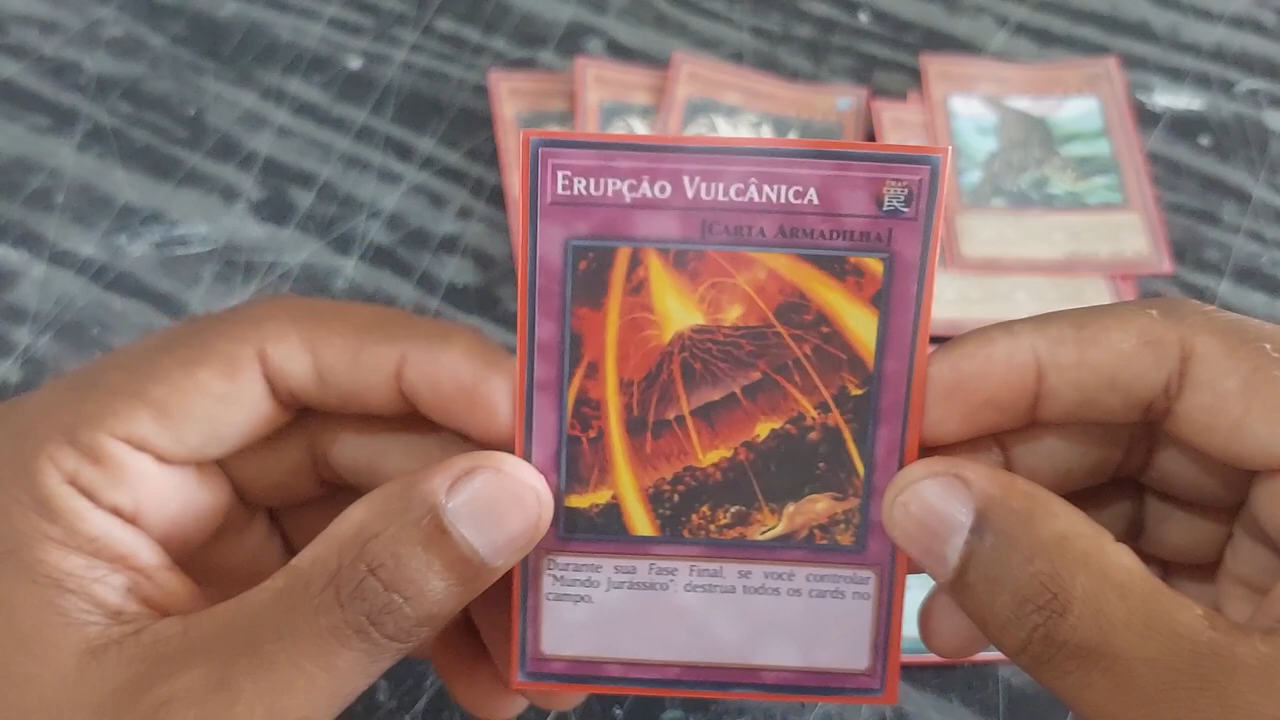 ERUPÇÃO VULCÂNICA
[CARTA ARMADILHA]
Durante sua Fase Final, se você controlar
"Mundo Jurássico": destrua todos os cards no
campo.